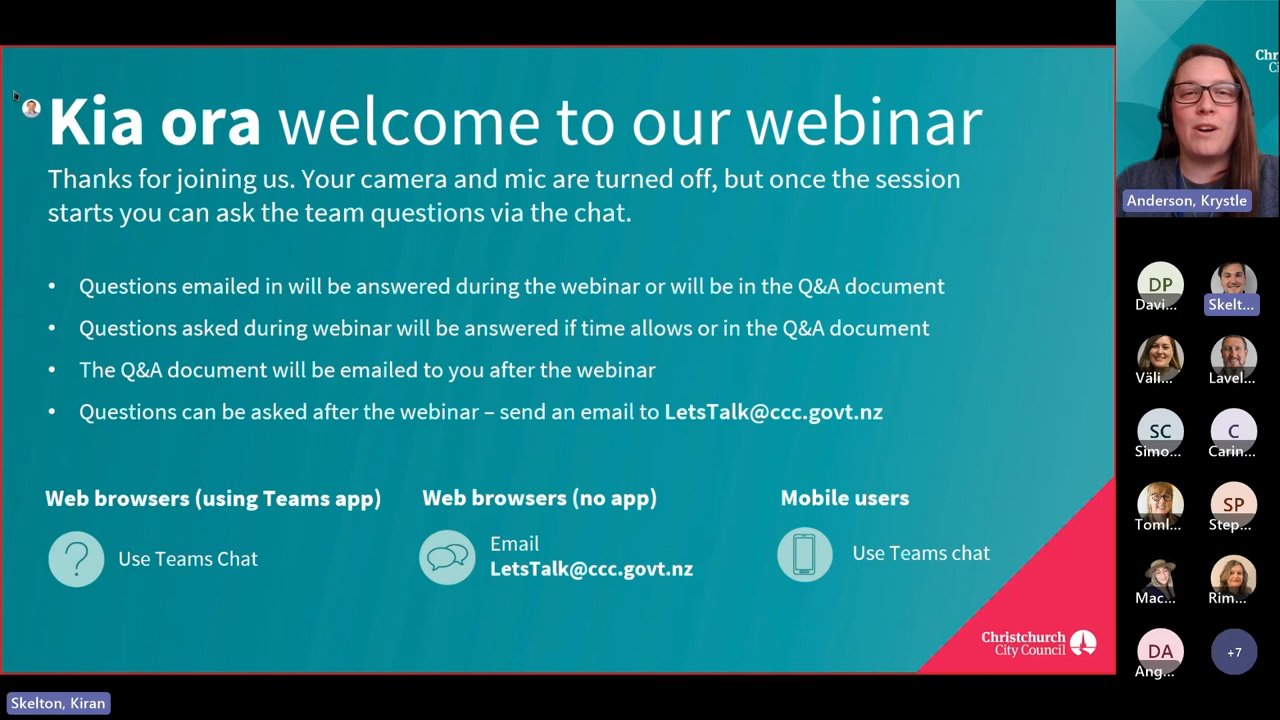 Kia ora welcome to our webinar
Thanks for joining us. Your camera and mic are turned off, but once the session
starts you can ask the team questions via the chat.
• Questions emailed in will be answered during the webinar or will be in the Q&A document
• Questions asked during webinar will be answered if time allows or in the Q&A document
• The Q&A document will be emailed to you after the webinar
• Questions can be asked after the webinar – send an email to LetsTalk@ccc.govt.nz
Web browsers (using Teams app)
Use Teams Chat
Web browsers (no app)
Email
LetsTalk@ccc.govt.nz
Mobile users
Use Teams chat
Christchurch
City Council
Skelton, Kiran
Chr
Ci
Anderson, Krystle
DP
Davi...
Skelt...
Väli...
Lavel...
SC
Simo...
C
Carin...
Toml...
SP
Step...
Mac...
Rim...
DA
Ang...
+7